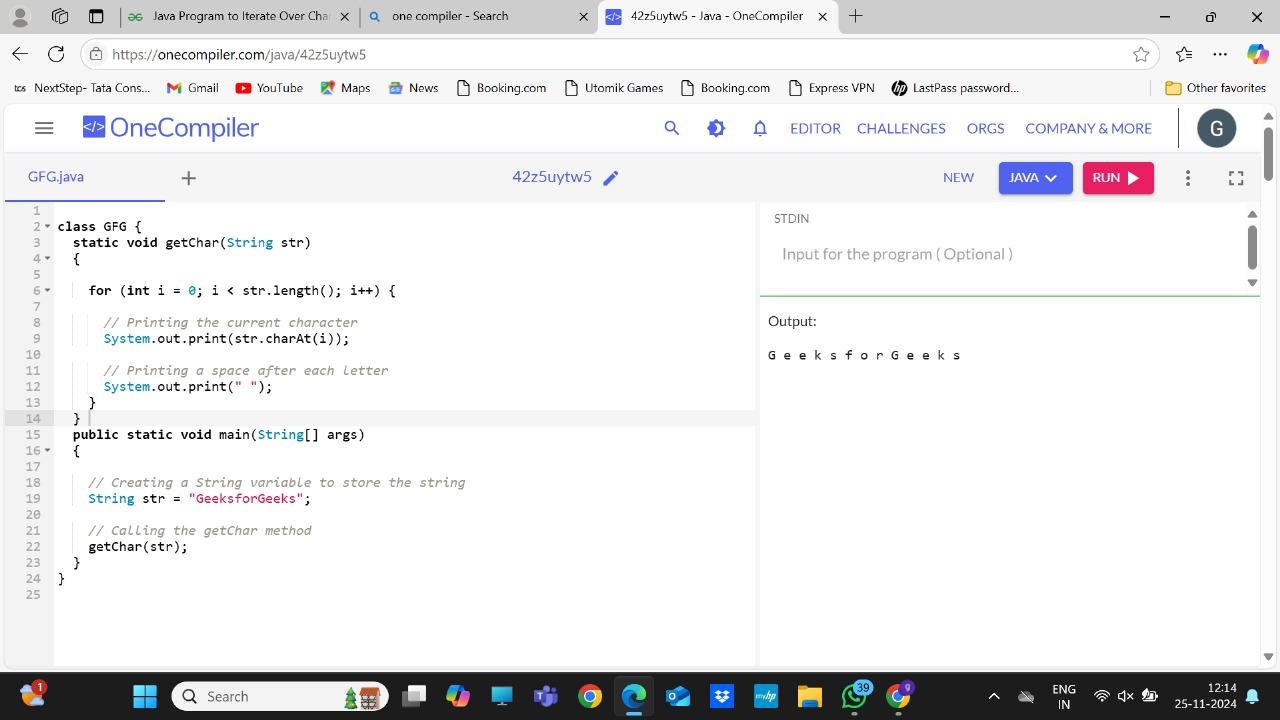 Java Program to Iterate Over Cha
one compiler - Search
42z5uytw5 - Java - OneCompiler
https://onecompiler.com/java/42z5uytw5
tcs NextStep- Tata Cons...
Gmail
YouTube
Maps
News
Booking.com
Utomik Games
Booking.com
Express VPN
hp LastPass password...
Other favorites
</> OneCompiler
EDITOR
CHALLENGES
ORGS
COMPANY & MORE
G
GFG.java
42z5uytw5
NEW
JAVA
RUN
1
2 class GFG {
3 static void getChar(String str)
4 {
5
6 for (int i = 0; i < str.length(); i++) {
7
8 // Printing the current character
9 System.out.print(str.charAt(i));
10
11 // Printing a space after each letter
12 System.out.print(" ");
13 }
14 }
15 public static void main(String[] args)
16 {
17
18 // Creating a String variable to store the string
19 String str = "GeeksforGeeks";
20
21 // Calling the getChar method
22 getChar(str);
23 }
24 }
25
STDIN
Input for the program ( Optional )
Output:
G e e k s f o r G e e k s
1
Search
myhp
39
9
ENG
IN
12:14
25-11-2024